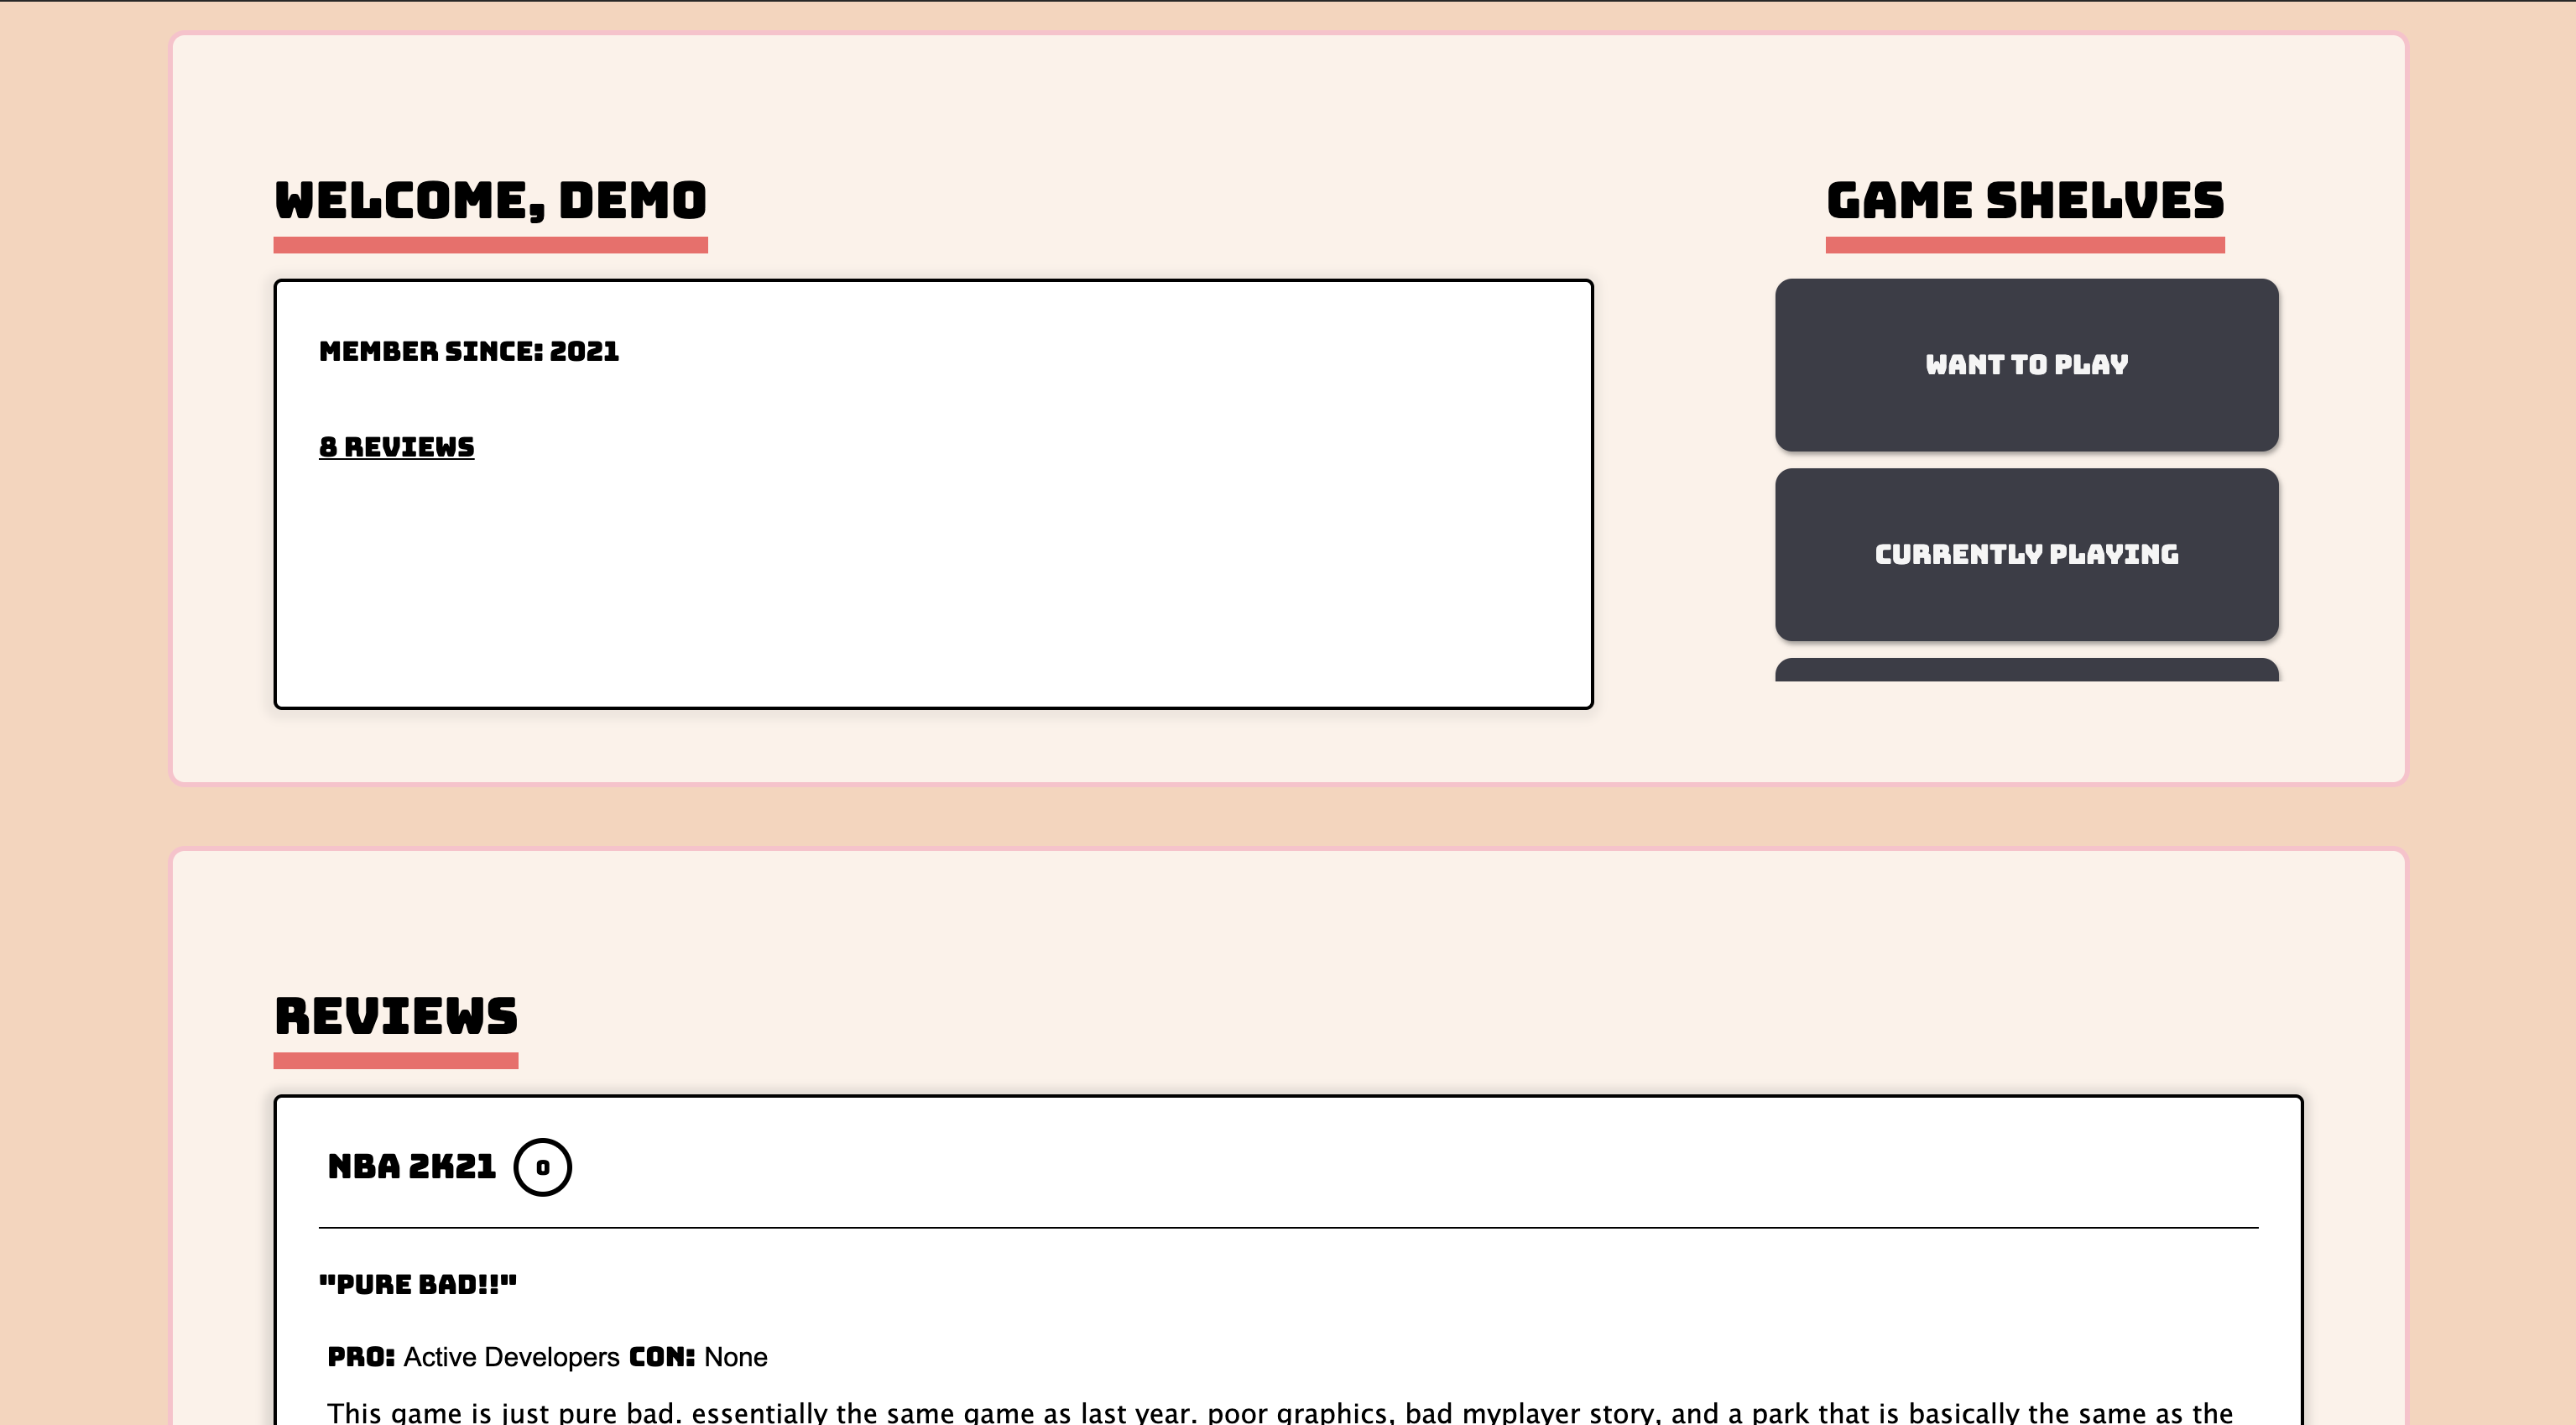 WELCOME, DEMO
MEMBER SINCE: 2021
8 REVIEWS
GAME SHELVES
WANT TO PLAY
CURRENTLY PLAYING
REVIEWS
NBA 2K21 0
"PURE BAD!!"
PRO: Active Developers CON: None
This game is just pure bad. essentially the same game as last year. poor graphics, bad myplayer story, and a park that is basically the same as the